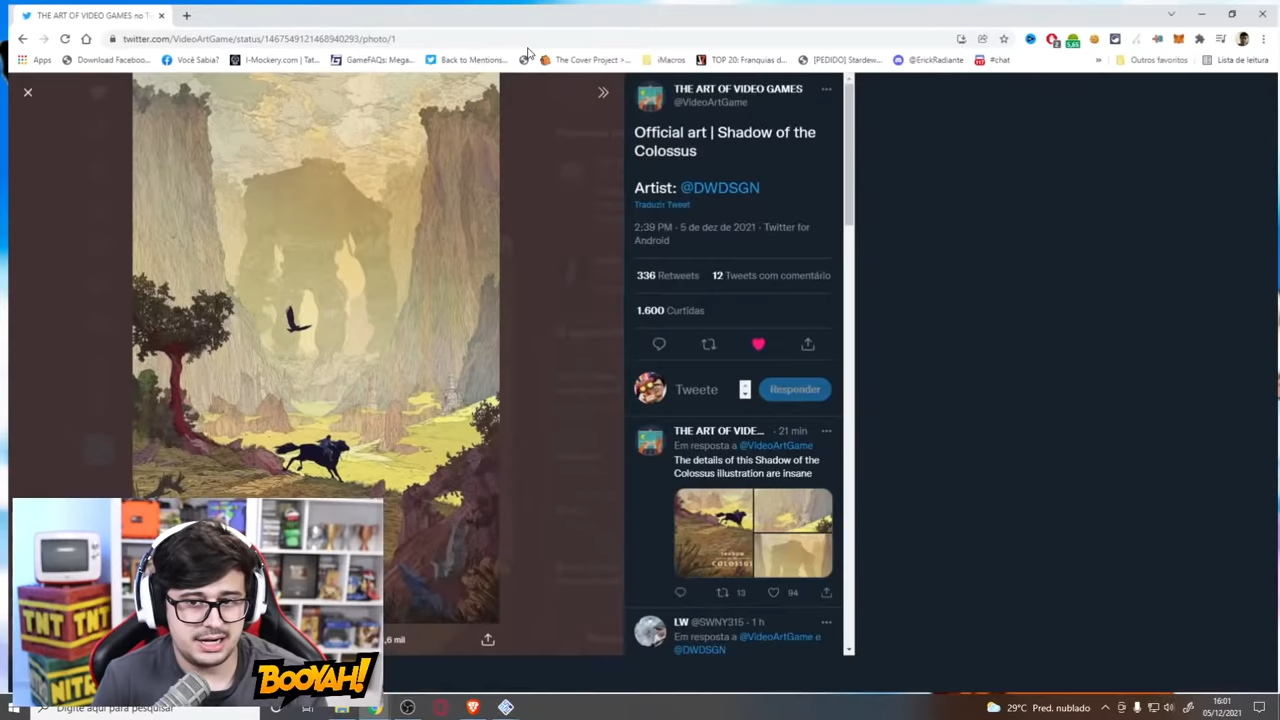 THE ART OF VIDEO GAMES no T
twitter.com/VideoArtGame/status/1467549121468940293/photo/1
Apps
Download Faceboo...
Você Sabia?
I-Mockery.com | Tat...
GameFAQs: Mega...
Back to Mentions...
The Cover Project >...
iMacros
TOP 20: Franquias d...
[PEDIDO] Stardew...
@ErickRadiante
#chat
Outros favoritos
Lista de leitura
2
5,65
THE ART OF VIDEO GAMES
@VideoArtGame
Official art | Shadow of the
Colossus
Artist: @DWDSGN
Traduzir Tweet
2:39 PM · 5 de dez de 2021 · Twitter for
Android
336 Retweets 12 Tweets com comentário
1.600 Curtidas
Tweete
Responder
THE ART OF VIDE... · 21 min
Em resposta a @VideoArtGame
The details of this Shadow of the
Colossus illustration are insane
COLOSSUS
13 94
LW @SWNY315 · 1 h
Em resposta a @VideoArtGame e
@DWDSGN
,6 mil
TNT TNT
NITR
BOOYAH!
Digite aqui para pesquisar
29°C Pred. nublado
16:01
05/12/2021